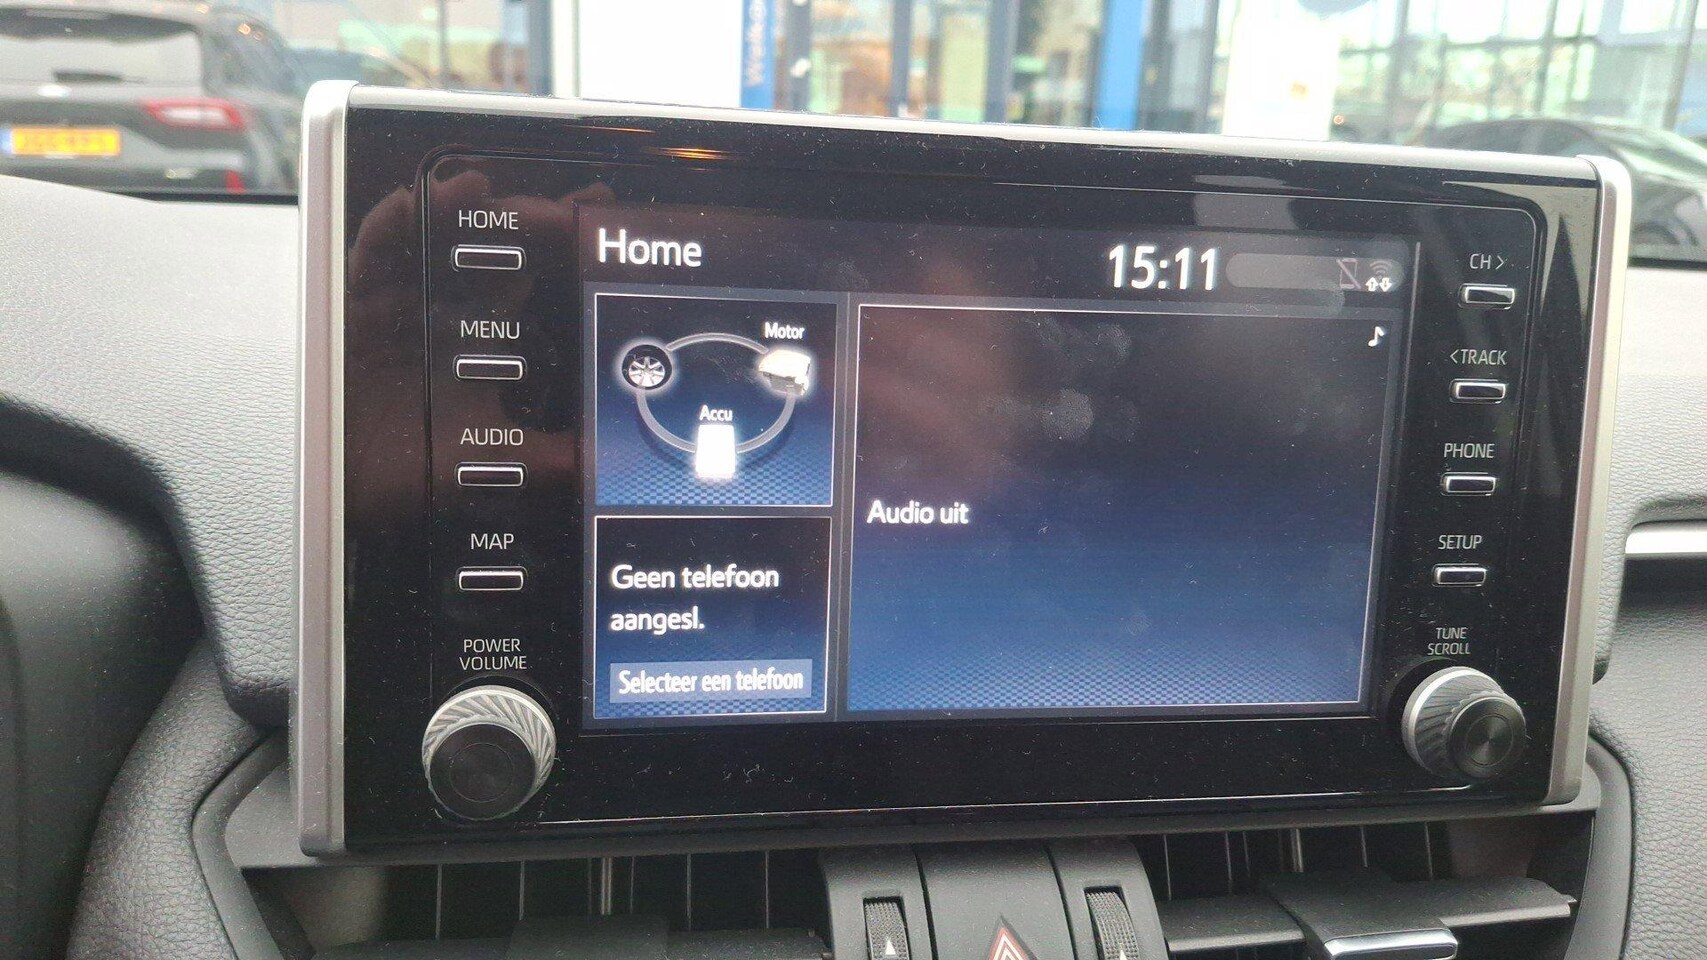 HOME
MENU
AUDIO
MAP
POWER
VOLUME
Home
15:11
Motor
Accu
Geen telefoon
aangesl.
Selecteer een telefoon
Audio uit
CH>
<TRACK
PHONE
SETUP
TUNE
SCROLL